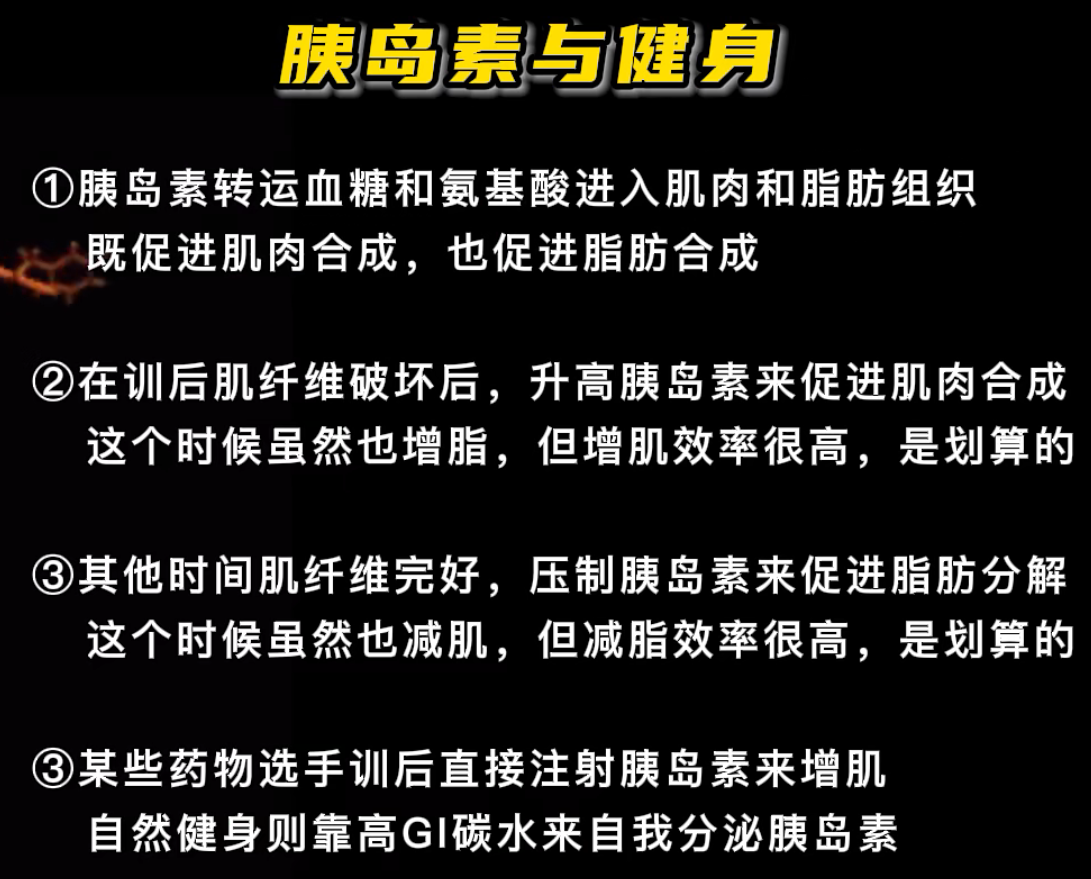 胰岛素与健身
①胰岛素转运血糖和氨基酸进入肌肉和脂肪组织
既促进肌肉合成，也促进脂肪合成
②在训后肌纤维破坏后，升高胰岛素来促进肌肉合成
这个时候虽然也增脂，但增肌效率很高，是划算的
③其他时间肌纤维完好，压制胰岛素来促进脂肪分解
这个时候虽然也减肌，但减脂效率很高，是划算的
③某些药物选手训后直接注射胰岛素来增肌
自然健身则靠高GI碳水来自我分泌胰岛素